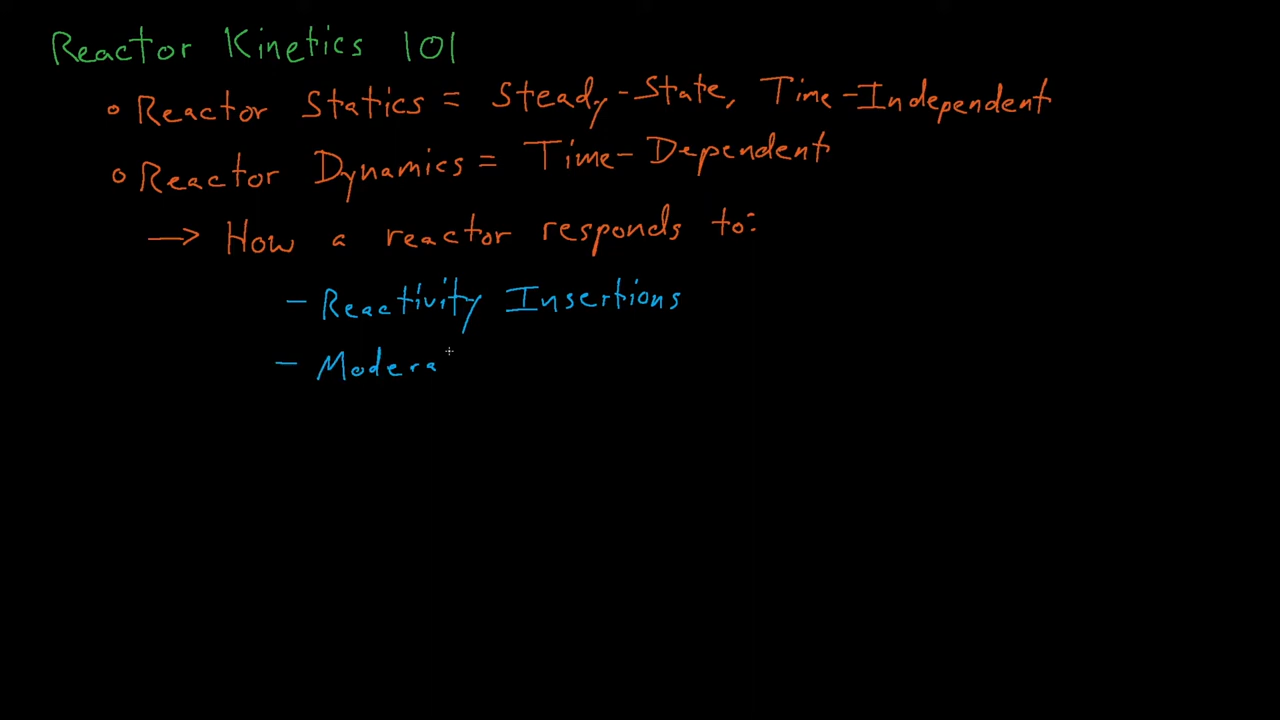 Reactor Kinetics 101
• Reactor Statics = Steady-State, Time-Independent
• Reactor Dynamics = Time-Dependent
→ How a reactor responds to:
- Reactivity Insertions
- Modera